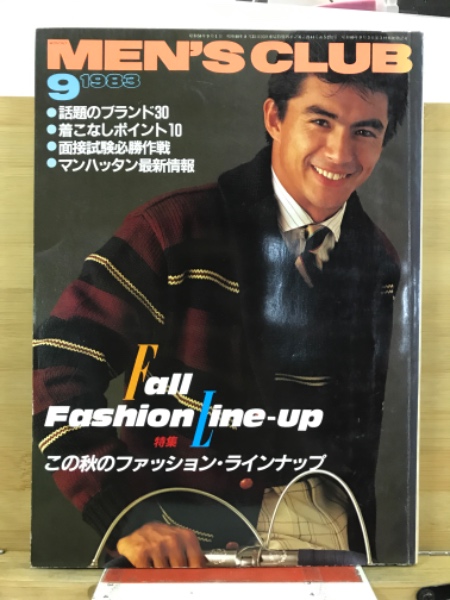 MEN'S CLUB
9 1983
●話題のブランド30
●着こなしポイント10
●面接試験必勝作戦
●マンハッタン最新情報
Fall
Fashion Line-up
特集
この秋のファッション・ラインナップ